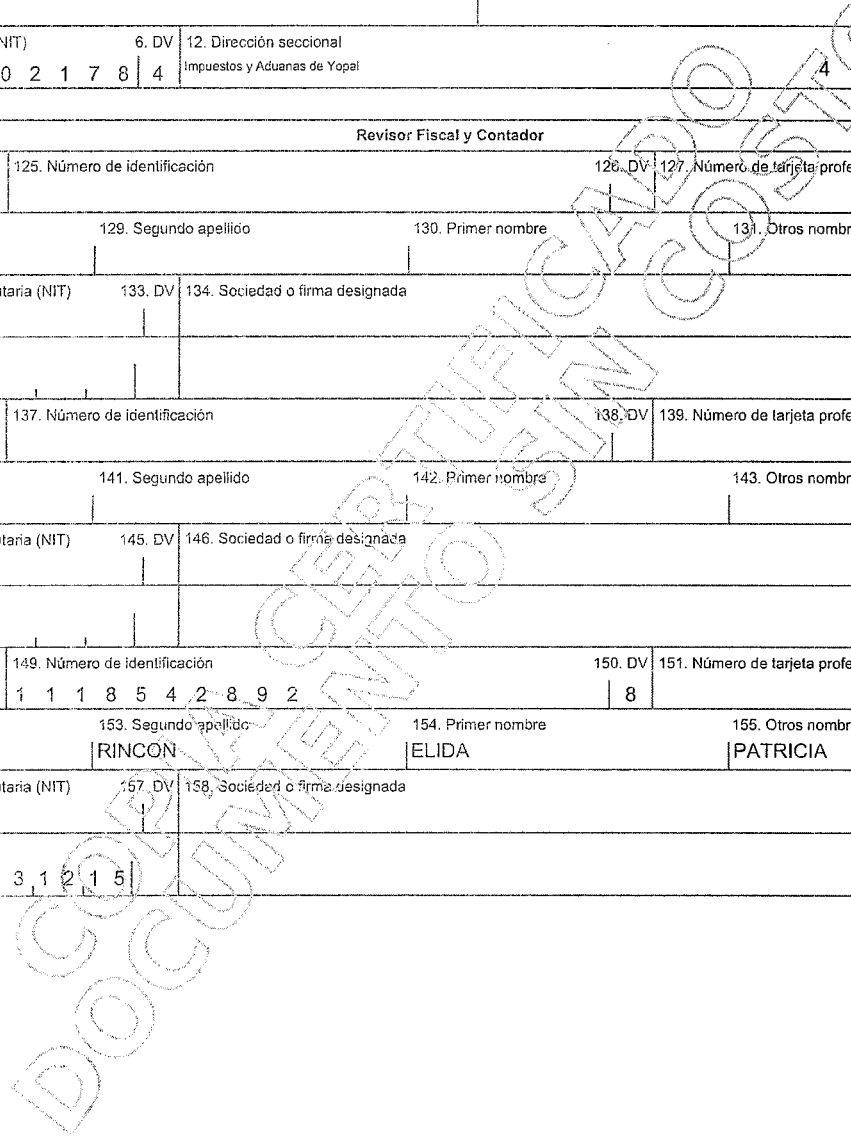 NIT) 6. DV 12. Dirección seccional
0 2 1 7 8 4 Impuestos y Aduanas de Yopal 4
Revisor Fiscal y Contador
125. Número de identificación 126. DV 127. Número de tarjeta profe
129. Segundo apellido 130. Primer nombre 131. Otros nombr
taria (NIT) 133. DV 134. Sociedad o firma designada
137. Número de identificación 138. DV 139. Número de tarjeta profe
141. Segundo apellido 142. Primer nombre 143. Otros nombr
taria (NIT) 145. DV 146. Sociedad o firma designada
149. Número de identificación 150. DV 151. Número de tarjeta profe
1 1 1 8 5 4 2 8 9 2 8
153. Segundo apellido 154. Primer nombre 155. Otros nombr
RINCON ELIDA PATRICIA
taria (NIT) 157. DV 158. Sociedad o firma designada
3 1 2 1 5
COPIA CERTIFICADO
DOCUMENTO SIN COSTO